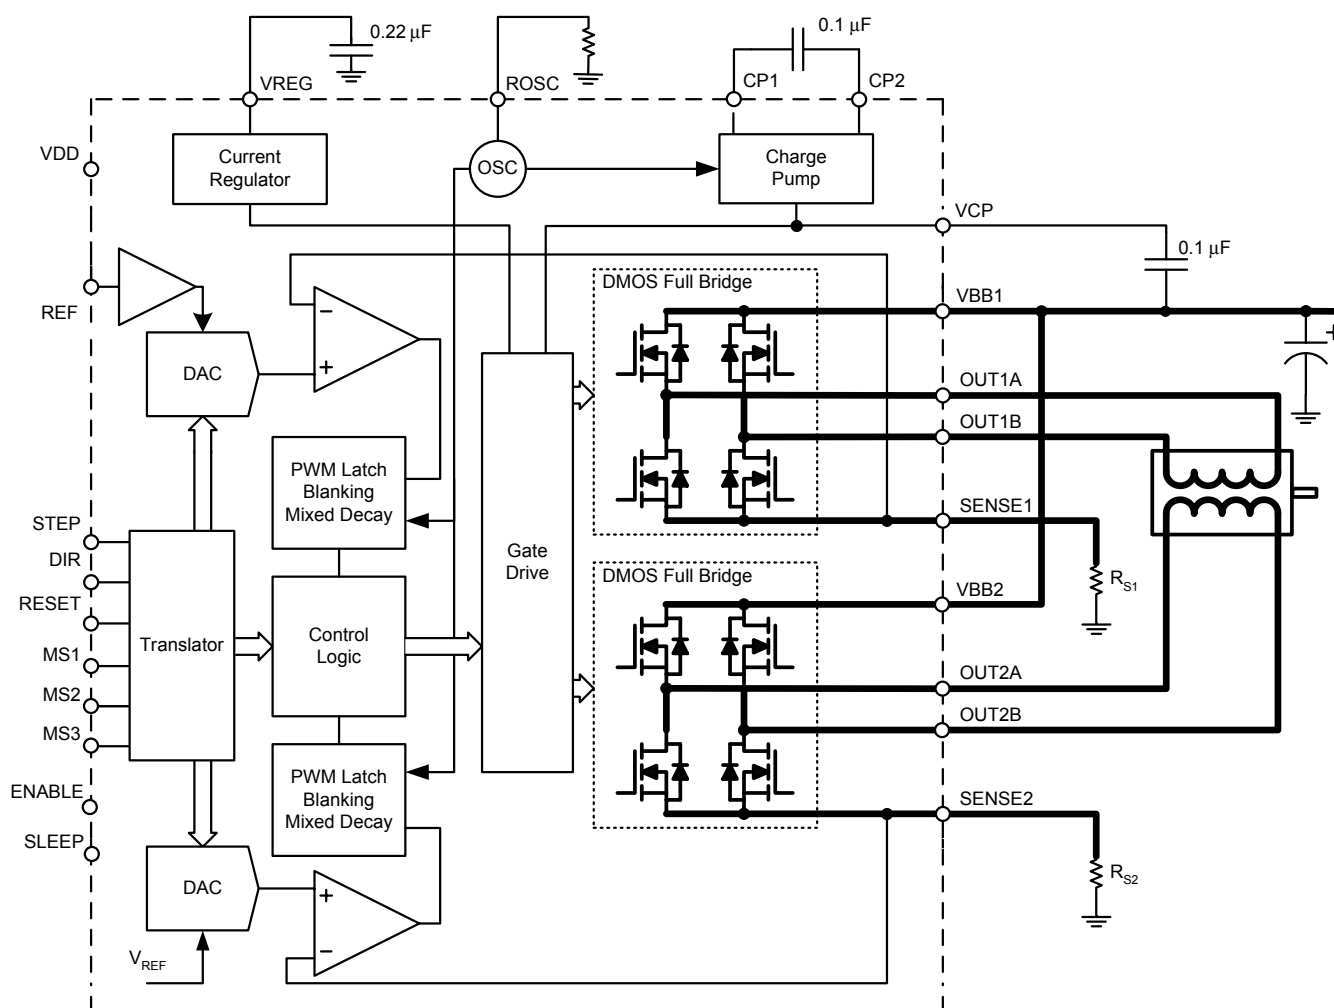 0.22 µF
0.1 µF
VREG
ROSC
CP1
CP2
VDD
Current
Regulator
OSC
Charge
Pump
VCP
0.1 µF
REF
DMOS Full Bridge
VBB1
+
−
+
DAC
OUT1A
OUT1B
PWM Latch
Blanking
Mixed Decay
SENSE1
STEP
DIR
RESET
MS1
MS2
MS3
Translator
Control
Logic
Gate
Drive
DMOS Full Bridge
RS1
VBB2
OUT2A
OUT2B
PWM Latch
Blanking
Mixed Decay
ENABLE
SLEEP
SENSE2
DAC
+
−
RS2
VREF